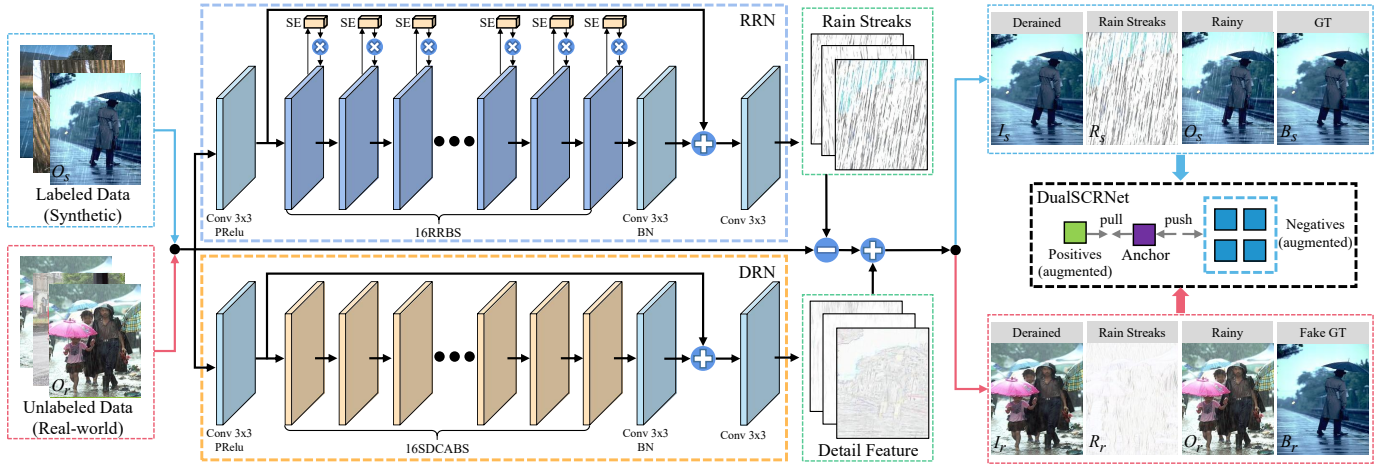 SE
SE
SE
SE
SE
SE
RRN
Rain Streaks
Derained
Rain Streaks
Rainy
GT
O_s
Labeled Data
(Synthetic)
I_s
R_s
O_s
B_s
Conv 3x3
PRelu
16RRBS
Conv 3x3
BN
Conv 3x3
DualSCRNet
pull
push
Positives
(augmented)
Anchor
Negatives
(augmented)
DRN
O_r
Unlabeled Data
(Real-world)
Conv 3x3
PRelu
16SDCABS
Conv 3x3
BN
Conv 3x3
Detail Feature
Derained
Rain Streaks
Rainy
Fake GT
I_r
R_r
O_r
B_r